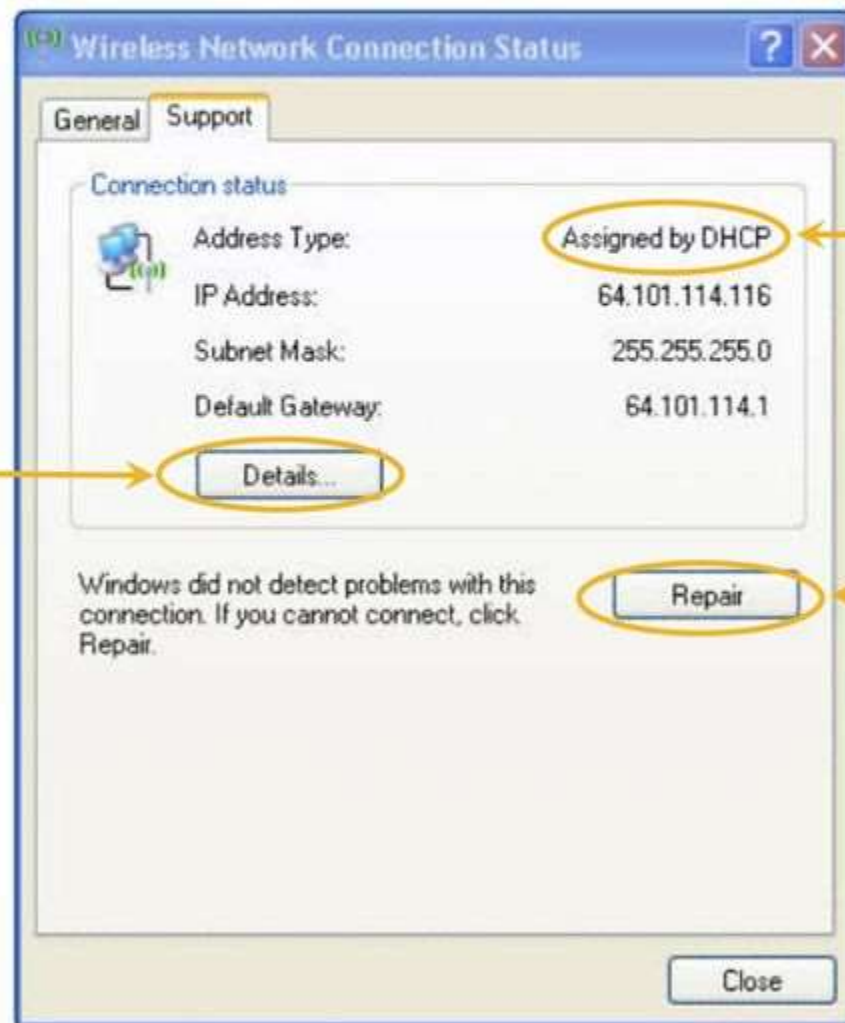 Wireless Network Connection Status
General Support
Connection status
Address Type: Assigned by DHCP
IP Address: 64.101.114.116
Subnet Mask: 255.255.255.0
Default Gateway: 64.101.114.1
Details...
Windows did not detect problems with this
connection. If you cannot connect, click
Repair.
Repair
Close